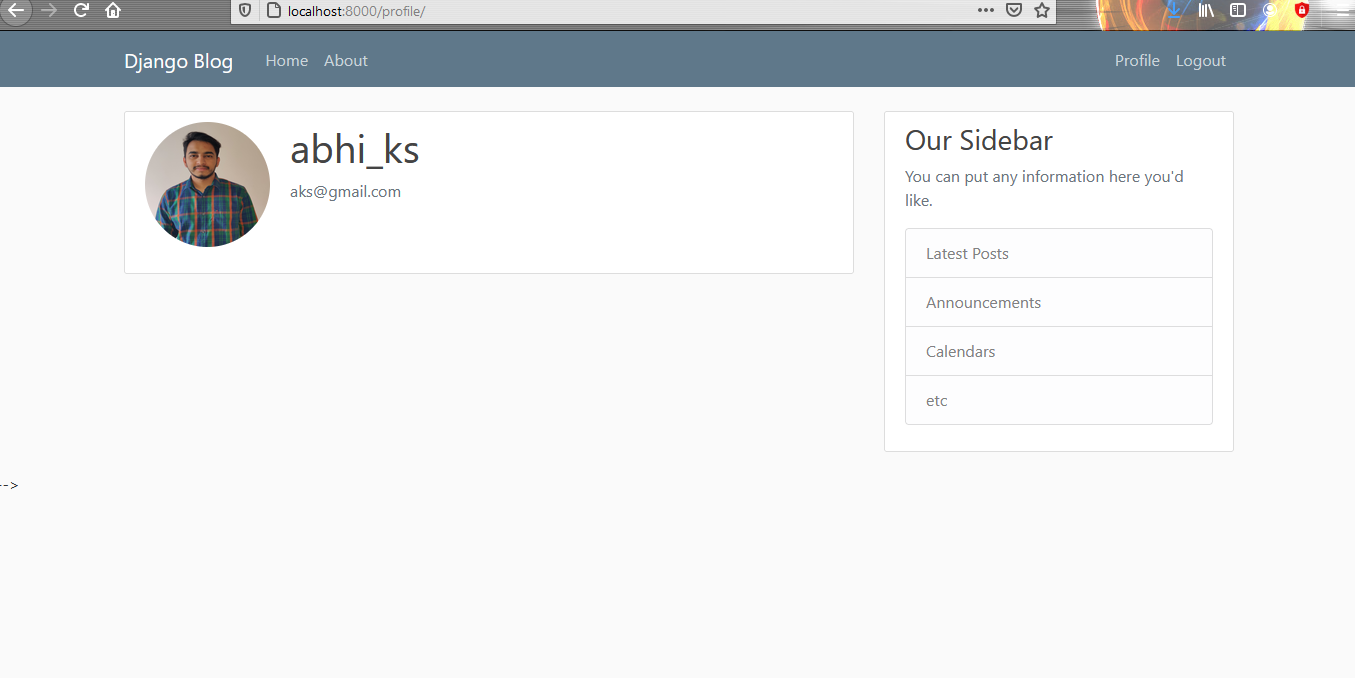 localhost:8000/profile/
Django Blog Home About Profile Logout
abhi_ks
aks@gmail.com
Our Sidebar
You can put any information here you'd
like.
Latest Posts
Announcements
Calendars
etc
-->